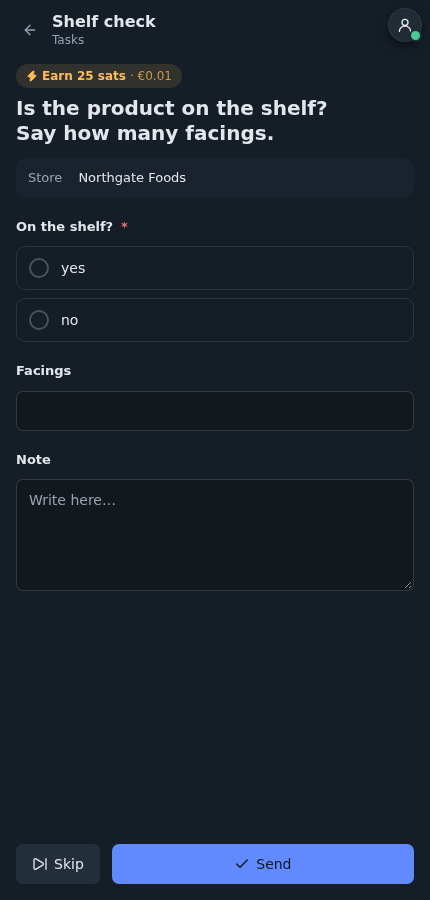 Shelf check
Tasks
Earn 25 sats · €0.01
Is the product on the shelf?
Say how many facings.
Store Northgate Foods
On the shelf? *
yes
no
Facings
Note
Write here…
Skip
Send